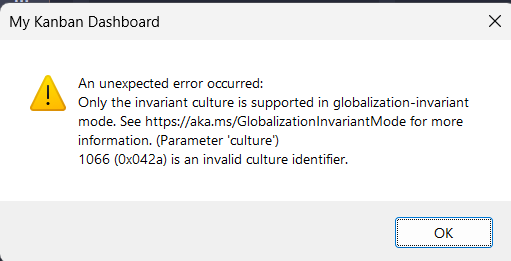 My Kanban Dashboard
An unexpected error occurred:
Only the invariant culture is supported in globalization-invariant
mode. See https://aka.ms/GlobalizationInvariantMode for more
information. (Parameter 'culture')
1066 (0x042a) is an invalid culture identifier.
OK